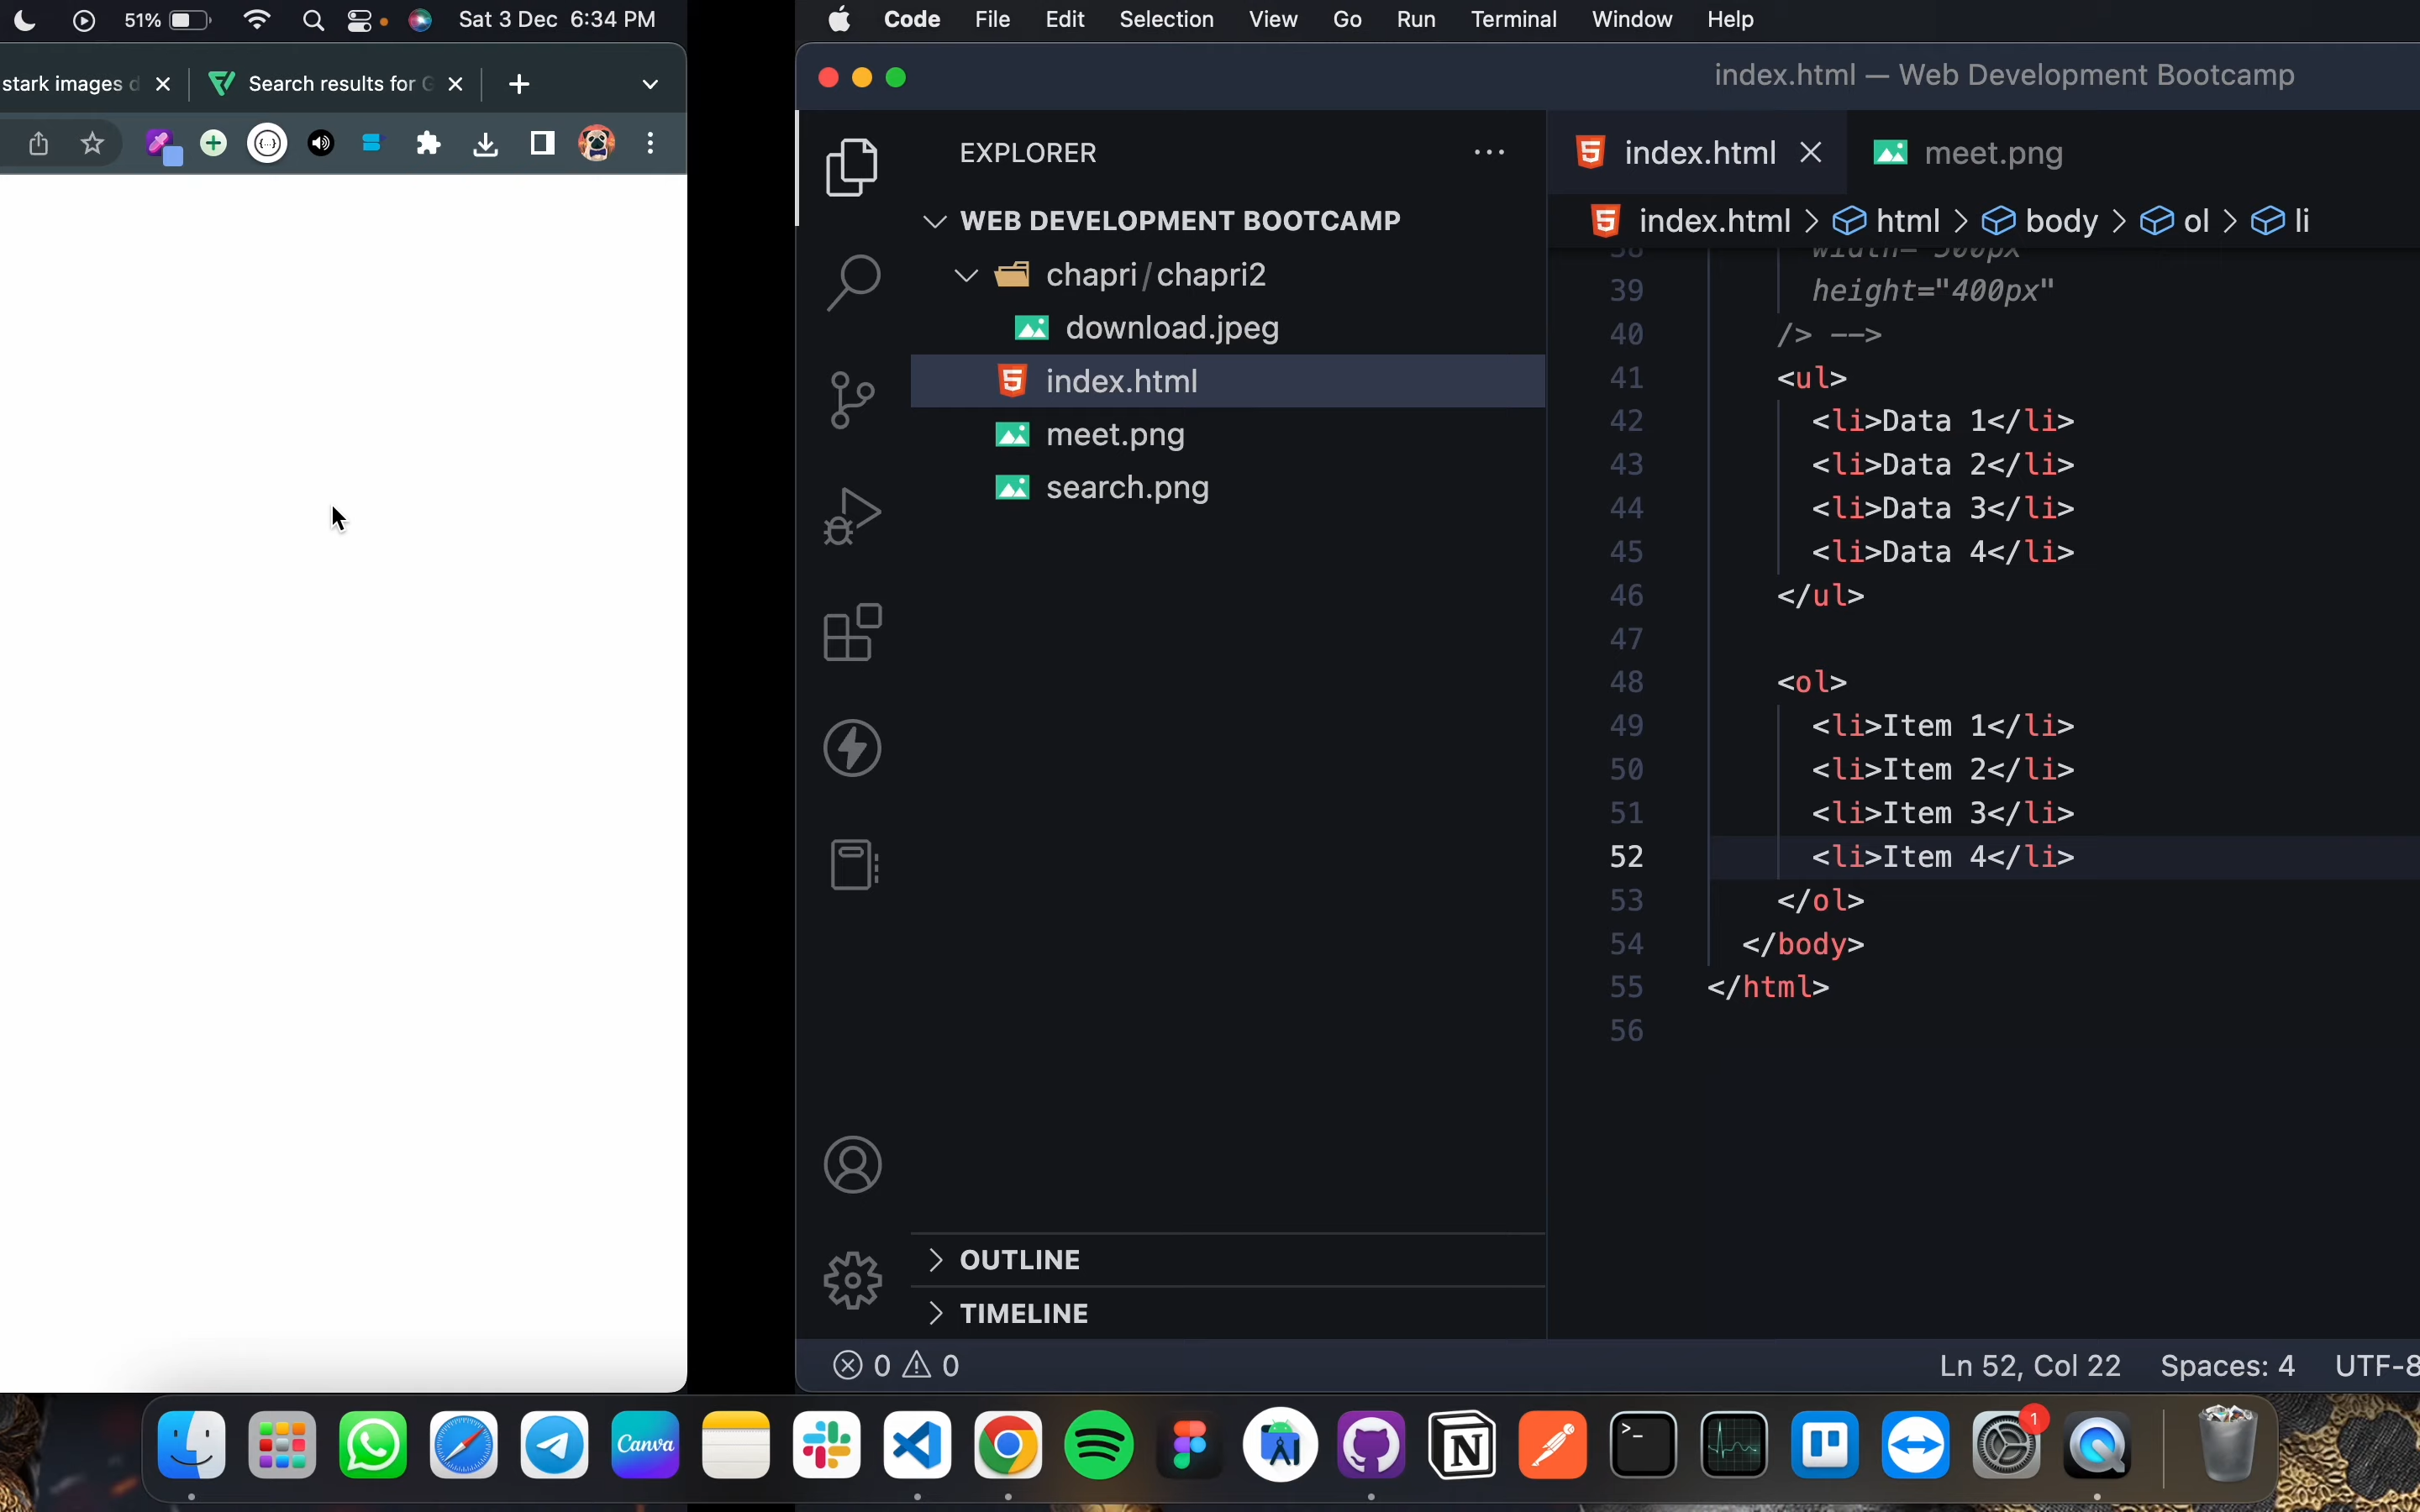 51%
Sat 3 Dec 6:34 PM
Code File Edit Selection View Go Run Terminal Window Help
stark images
Search results for
index.html — Web Development Bootcamp
EXPLORER
index.html
meet.png
WEB DEVELOPMENT BOOTCAMP
index.html > html > body > ol > li
chapri / chapri2
download.jpeg
index.html
meet.png
search.png
39 height="400px"
40 /> -->
41 <ul>
42 <li>Data 1</li>
43 <li>Data 2</li>
44 <li>Data 3</li>
45 <li>Data 4</li>
46 </ul>
47
48 <ol>
49 <li>Item 1</li>
50 <li>Item 2</li>
51 <li>Item 3</li>
52 <li>Item 4</li>
53 </ol>
54 </body>
55 </html>
56
OUTLINE
TIMELINE
0 0
Ln 52, Col 22 Spaces: 4 UTF-8
Canva
1